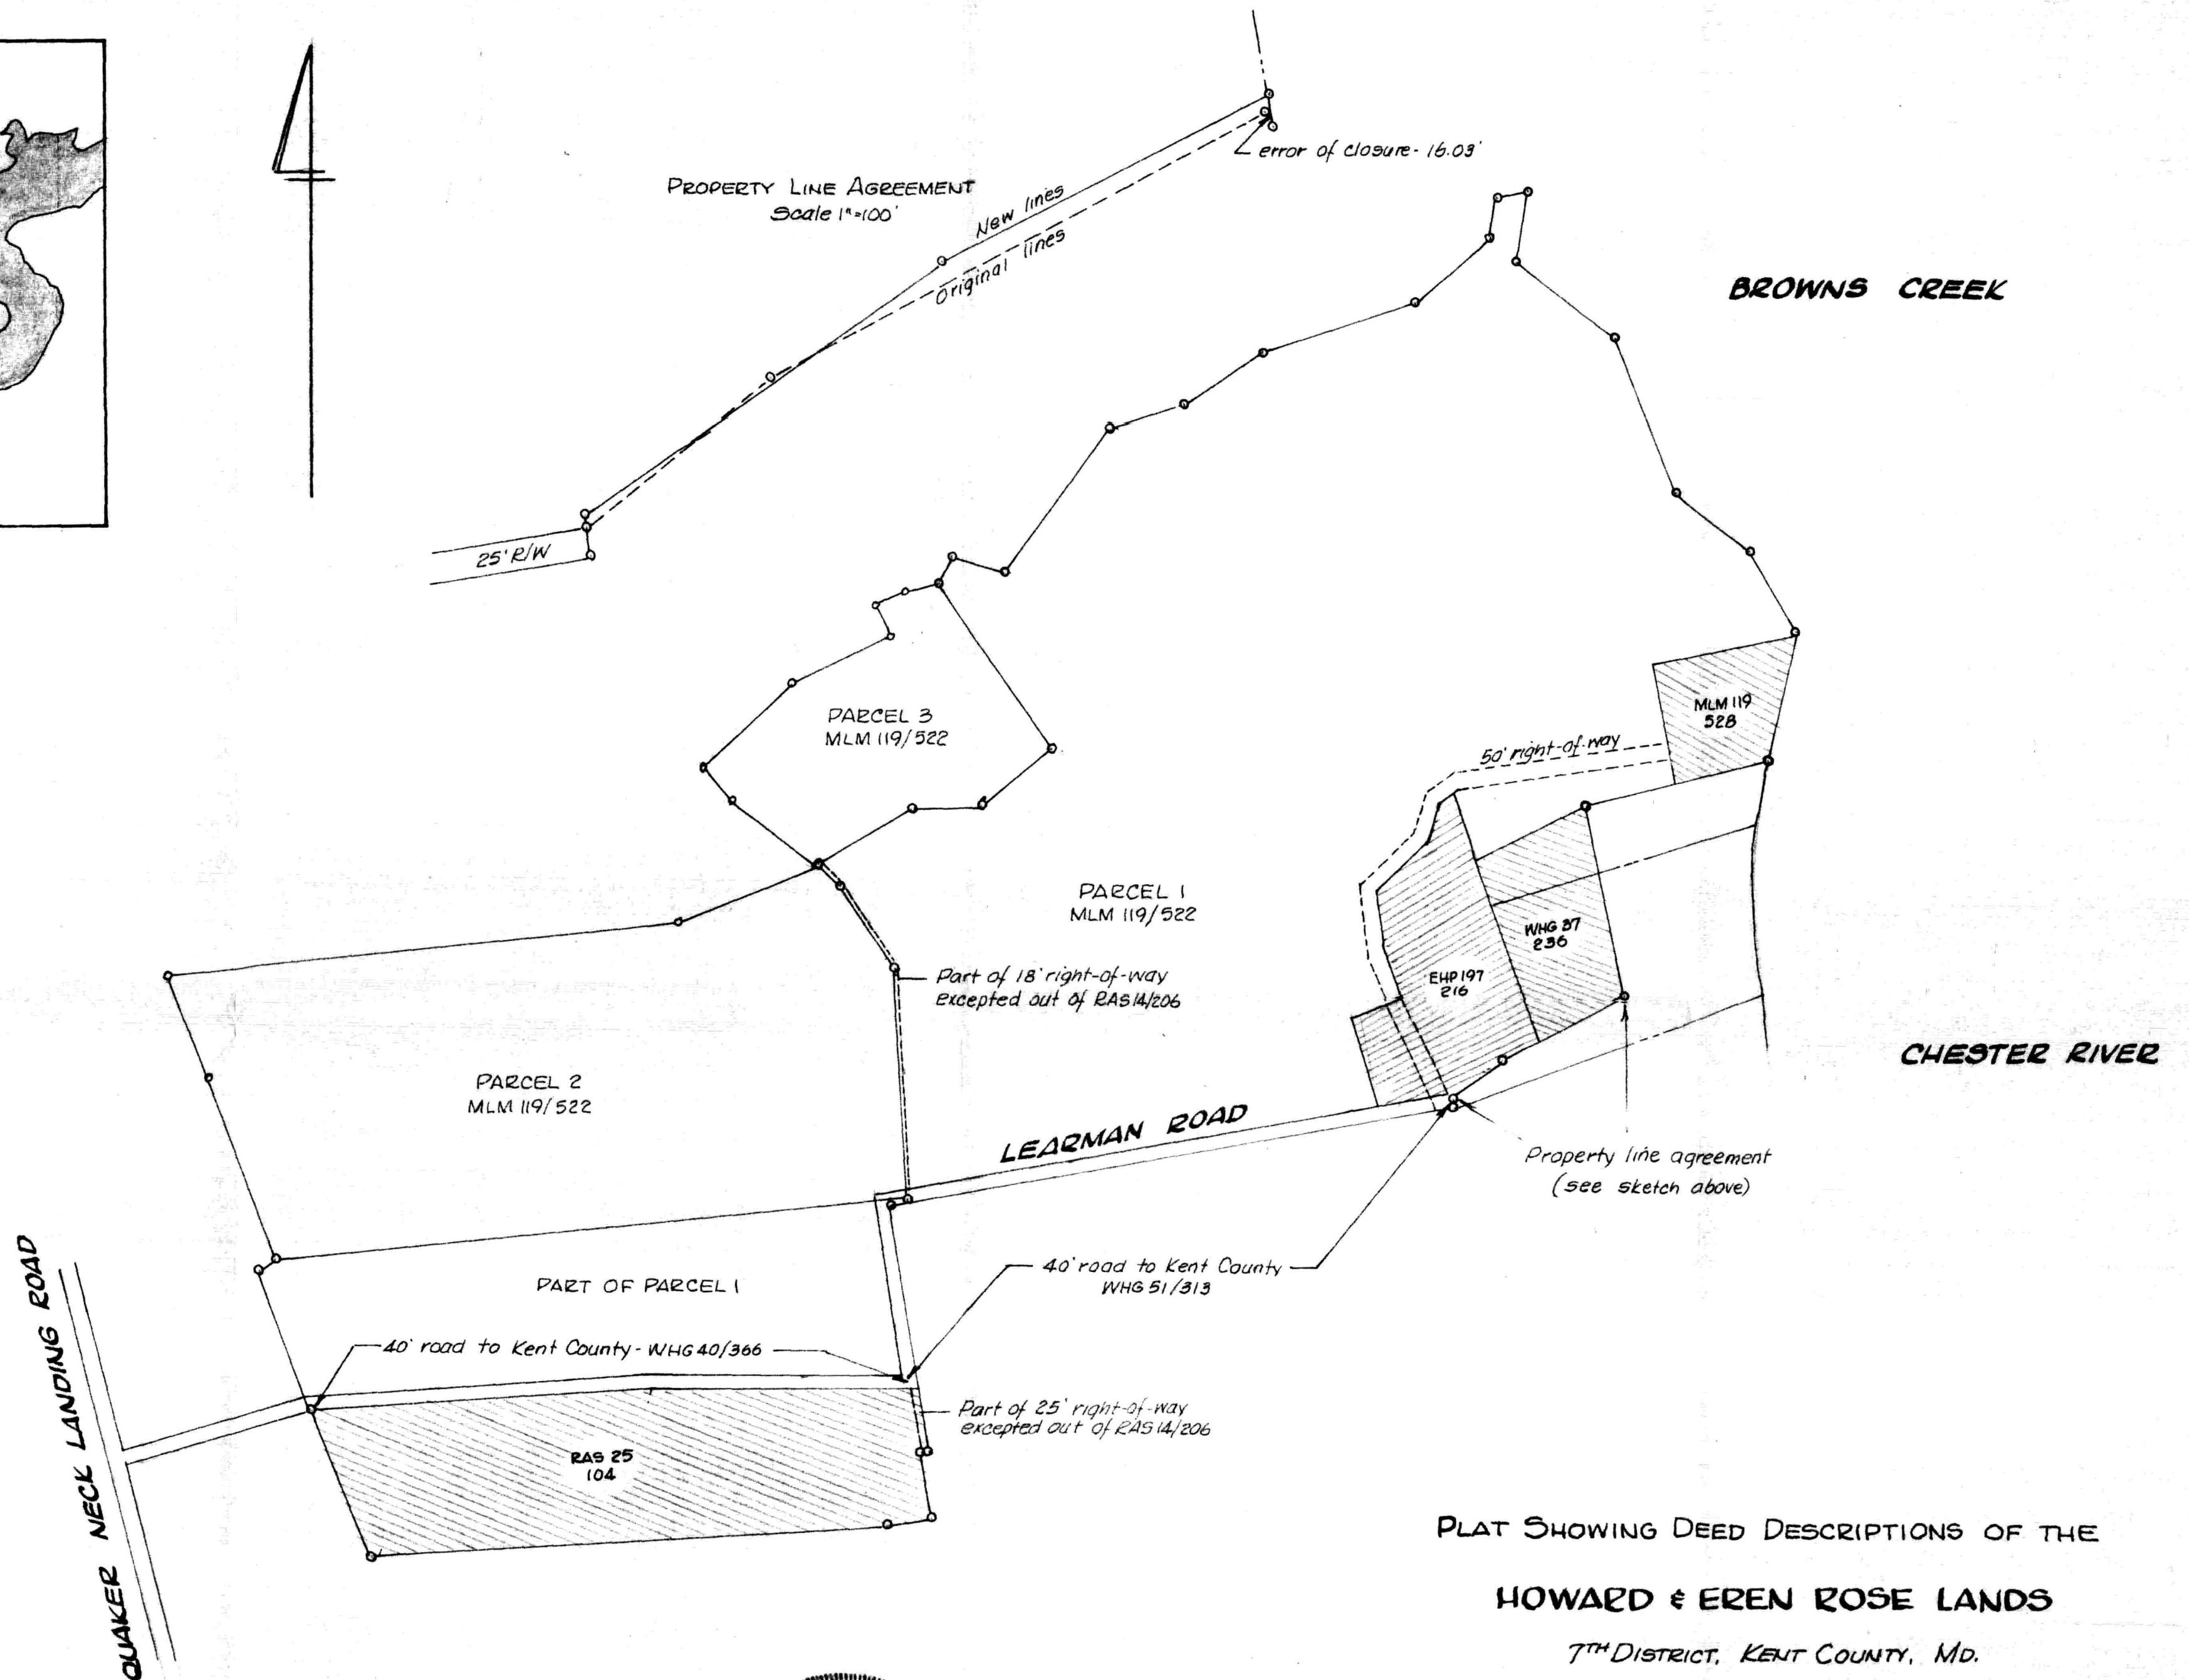 PROPERTY LINE AGREEMENT
Scale 1"=100'
New lines
Original lines
error of closure - 16.03'
25' R/W
BROWNS CREEK
PARCEL 3
MLM 119/522
MLM 119
528
50' right-of-way
PARCEL 1
MLM 119/522
WHG 37
236
EHP 197
216
Part of 18' right-of-way
excepted out of RAS 14/206
CHESTER RIVER
PARCEL 2
MLM 119/522
LEARMAN ROAD
Property line agreement
(see sketch above)
40' road to Kent County
WHG 51/313
PART OF PARCEL 1
40' road to Kent County - WHG 40/366
Part of 25' right-of-way
excepted out of RAS 14/206
RAS 25
104
QUAKER NECK LANDING ROAD
PLAT SHOWING DEED DESCRIPTIONS OF THE
HOWARD & EREN ROSE LANDS
7TH DISTRICT, KENT COUNTY, MD.